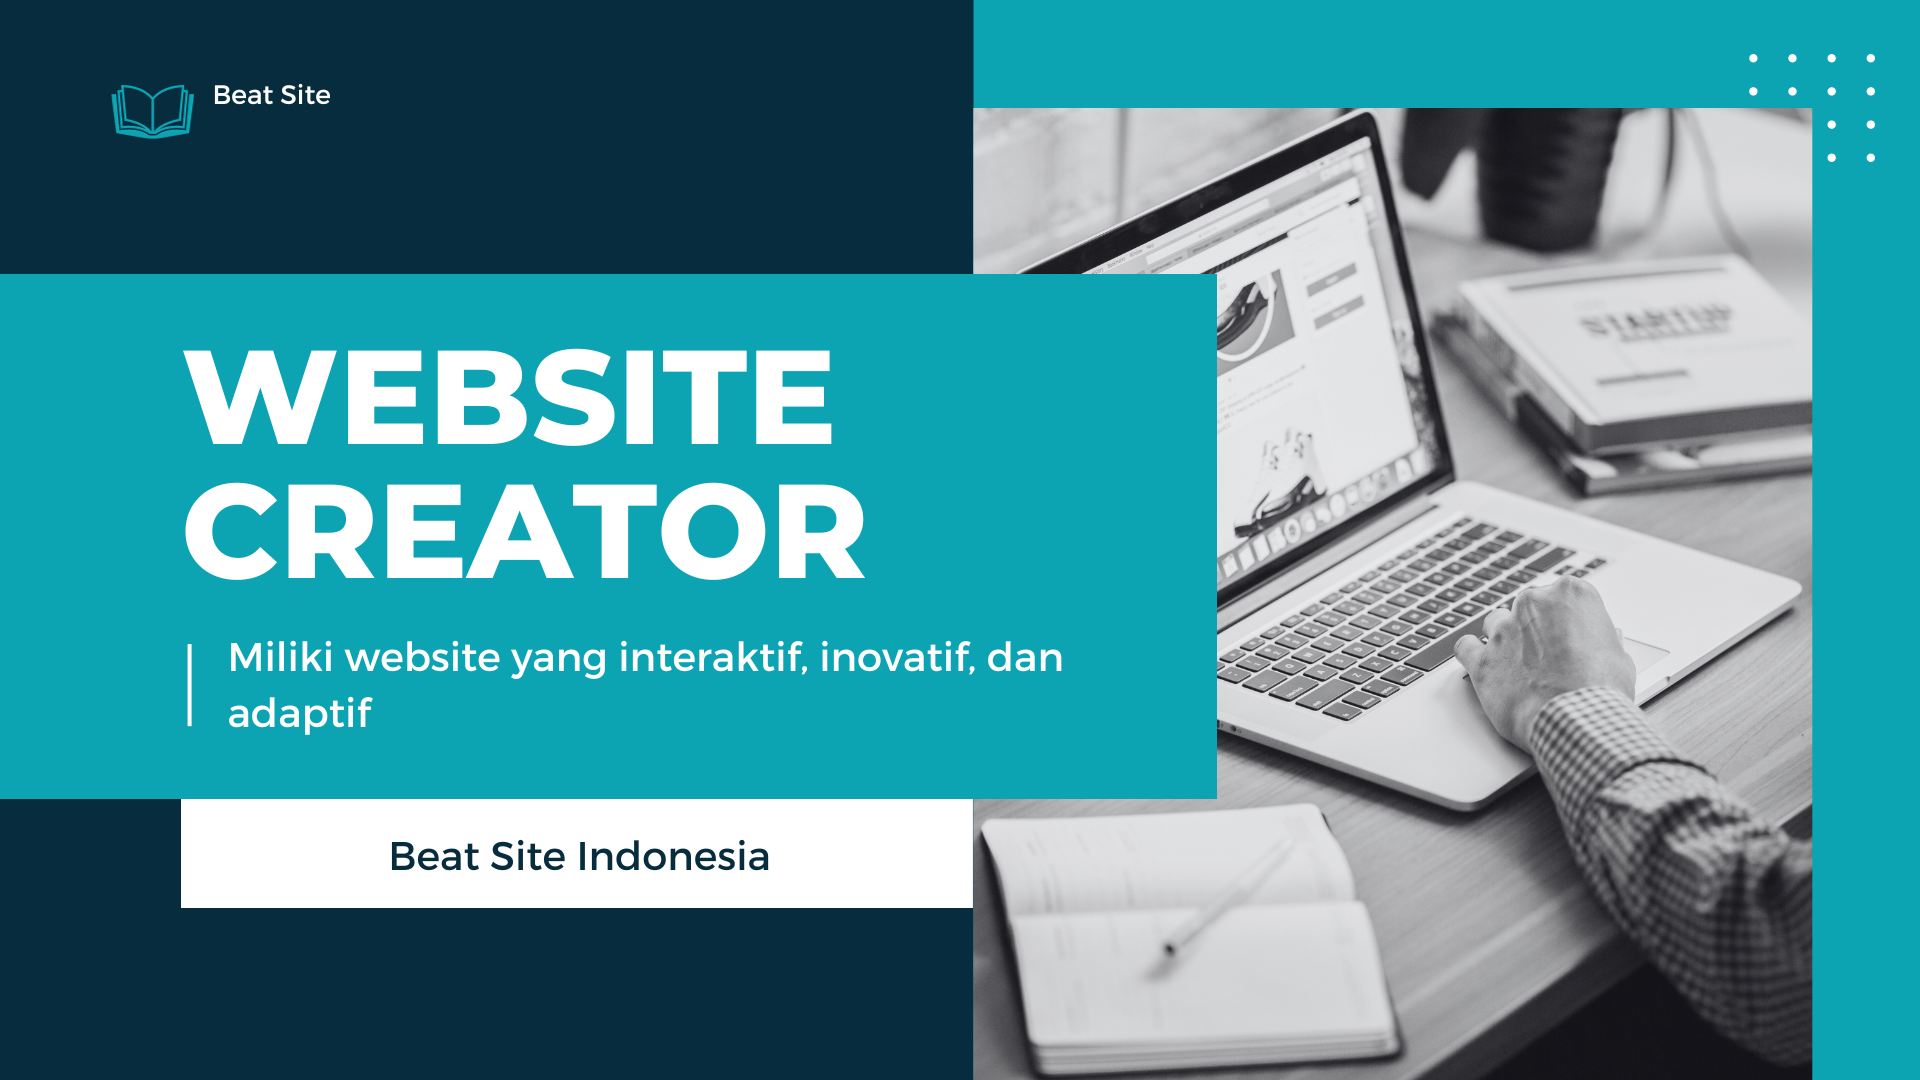 Beat Site
WEBSITE
CREATOR
Miliki website yang interaktif, inovatif, dan
adaptif
Beat Site Indonesia
STARTUP